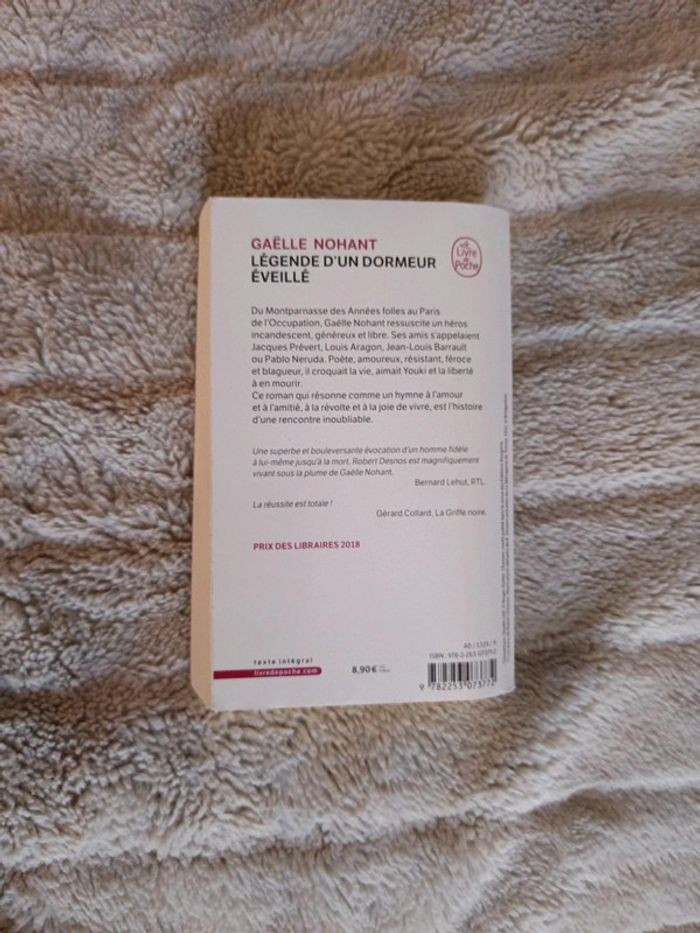 GAËLLE NOHANT
LÉGENDE D'UN DORMEUR
ÉVEILLÉ
Le
Livre
de
Poche
Du Montparnasse des Années folles au Paris
de l'Occupation, Gaëlle Nohant ressuscite un héros
incandescent, généreux et libre. Ses amis s'appelaient
Jacques Prévert, Louis Aragon, Jean-Louis Barrault
ou Pablo Neruda. Poète, amoureux, résistant, féroce
et blagueur, il croquait la vie, aimait Youki et la liberté
à en mourir.
Ce roman qui résonne comme un hymne à l'amour
et à l'amitié, à la révolte et à la joie de vivre, est l'histoire
d'une rencontre inoubliable.
Une superbe et bouleversante évocation d'un homme fidèle
à lui-même jusqu'à la mort. Robert Desnos est magnifiquement
vivant sous la plume de Gaëlle Nohant.
Bernard Lehut, RTL.
La réussite est totale !
Gérard Collard, La Griffe noire.
PRIX DES LIBRAIRES 2018
texte intégral
livredepoche.com
8,90 €
ISBN : 978-2-253-07377-2
9 782253 073772